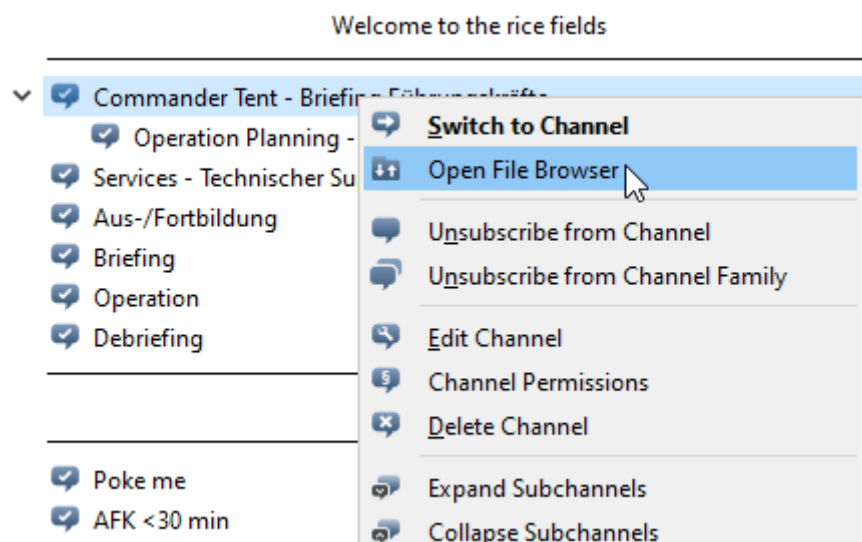 Welcome to the rice fields
Commander Tent - Briefing Führungskräfte
Switch to Channel
Operation Planning -
Open File Browser
Services - Technischer Su
Aus-/Fortbildung
Unsubscribe from Channel
Briefing
Unsubscribe from Channel Family
Operation
Debriefing
Edit Channel
Channel Permissions
Delete Channel
Poke me
Expand Subchannels
AFK <30 min
Collapse Subchannels